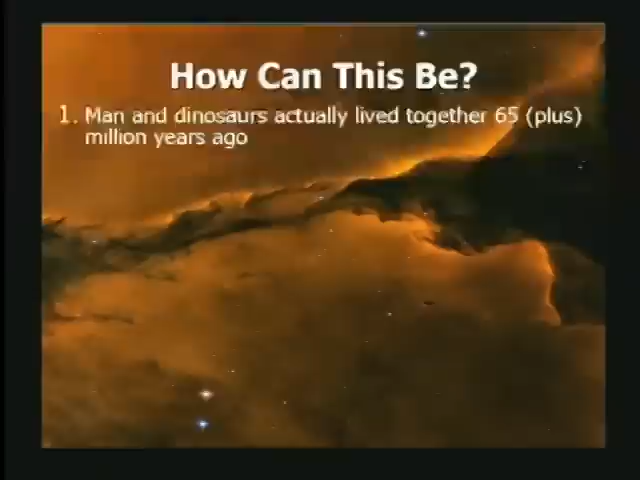 How Can This Be?
1. Man and dinosaurs actually lived together 65 (plus)
million years ago